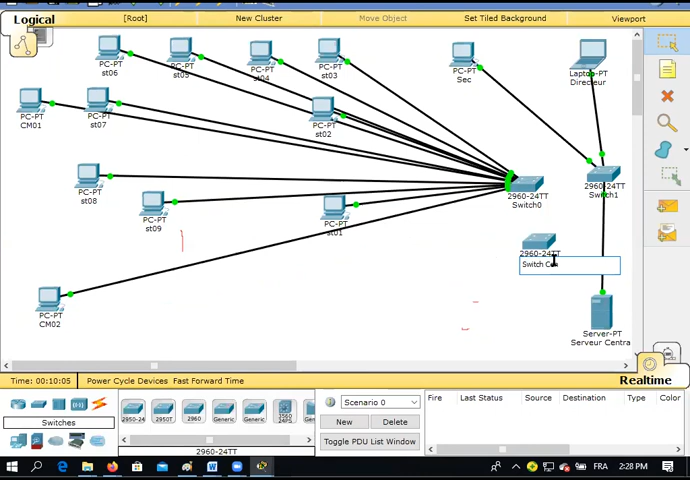 Logical
[Root]
New Cluster
Move Object
Set Tiled Background
Viewport
PC-PT
st06
PC-PT
st05
PC-PT
st04
PC-PT
st03
PC-PT
Sec
Laptop-PT
Directeur
PC-PT
CM01
PC-PT
st07
PC-PT
st02
PC-PT
st08
PC-PT
st09
PC-PT
st01
2960-24TT
Switch0
2960-24TT
Switch1
2960-24TT
Switch Cen
PC-PT
CM02
Server-PT
Serveur Centra
Time: 00:10:05
Power Cycle Devices
Fast Forward Time
Realtime
Switches
2950-24
2950T
2960
Generic
Generic
3560
24PS
2960-24TT
Scenario 0
New
Delete
Toggle PDU List Window
Fire
Last Status
Source
Destination
Type
Color
FRA
2:28 PM